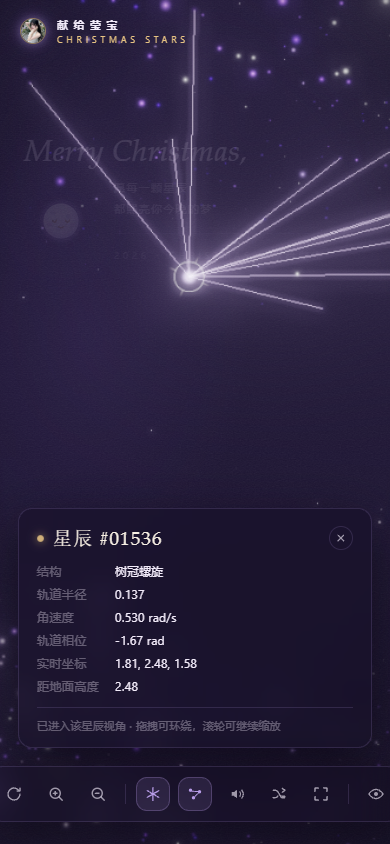 献给莹宝
CHRISTMAS STARS
Merry Christmas,
星辰 #01536
结构 树冠螺旋
轨道半径 0.137
角速度 0.530 rad/s
轨道相位 -1.67 rad
实时坐标 1.81, 2.48, 1.58
距地面高度 2.48
已进入该星辰视角 · 拖拽可环绕，滚轮可继续缩放